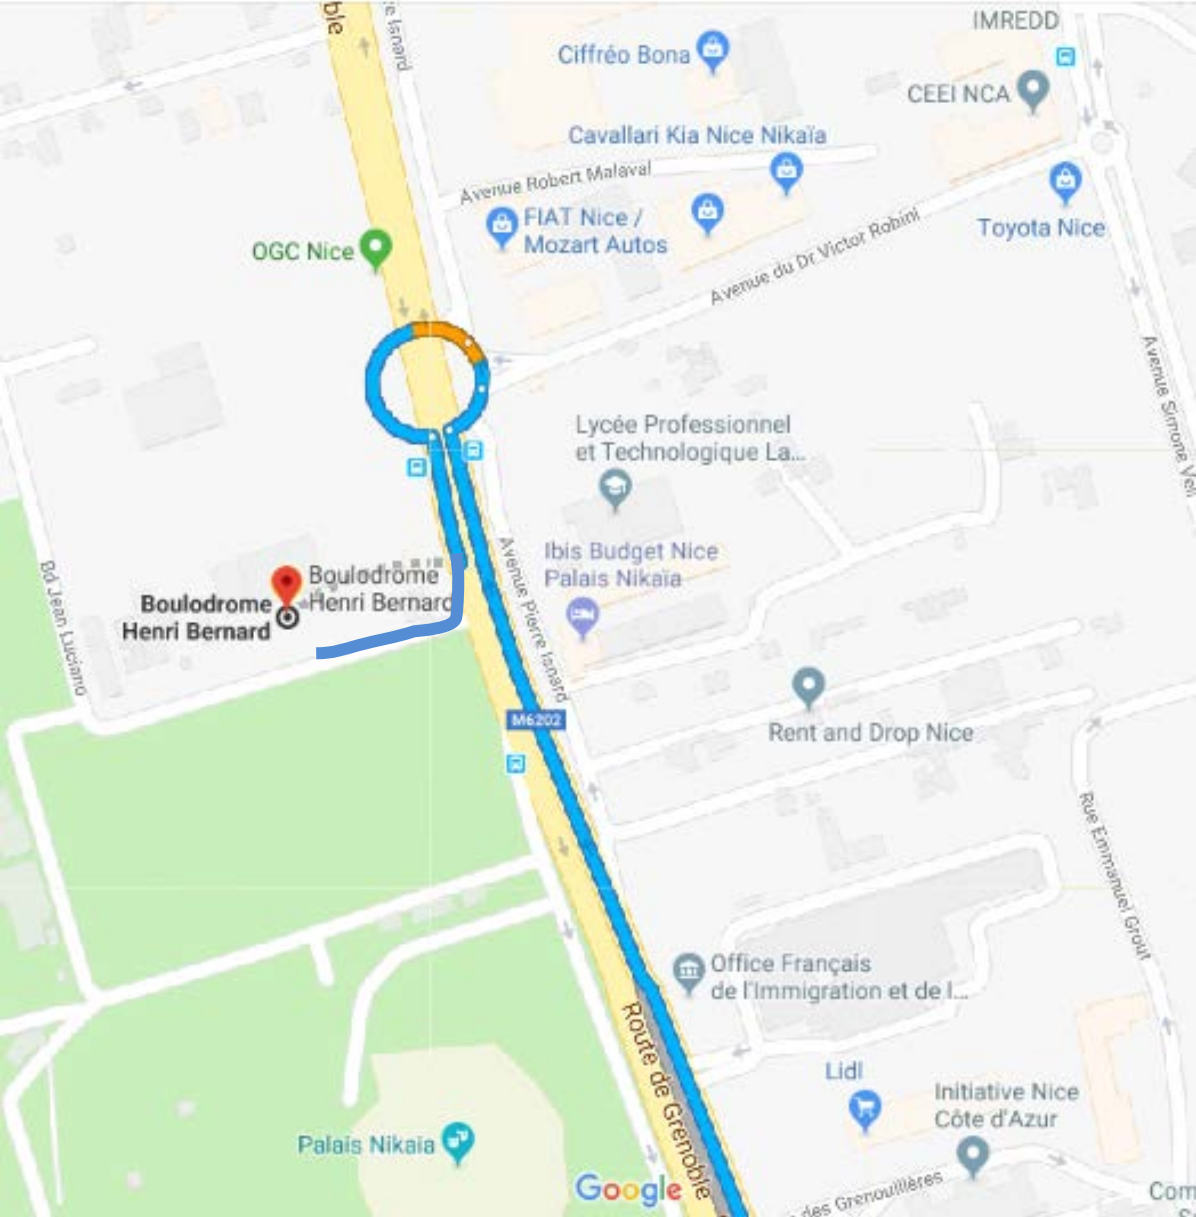 ble
re Isnard
IMREDD
Ciffréo Bona
CEEI NCA
Cavallari Kia Nice Nikaïa
Avenue Robert Malaval
FIAT Nice /
Mozart Autos
Toyota Nice
OGC Nice
Avenue du Dr Victor Robini
Avenue Simone Veil
Lycée Professionnel
et Technologique La...
Ibis Budget Nice
Palais Nikaïa
Avenue Pierre Isnard
Bd Jean Luciano
Boulodrome
Henri Bernard
Boulodrome
Henri Bernard
M6202
Rent and Drop Nice
Rue Emmanuel Grout
Office Français
de l'Immigration et de l...
Route de Grenoble
Lidl
Initiative Nice
Côte d'Azur
Palais Nikaia
Google
des Grenouillères
Com